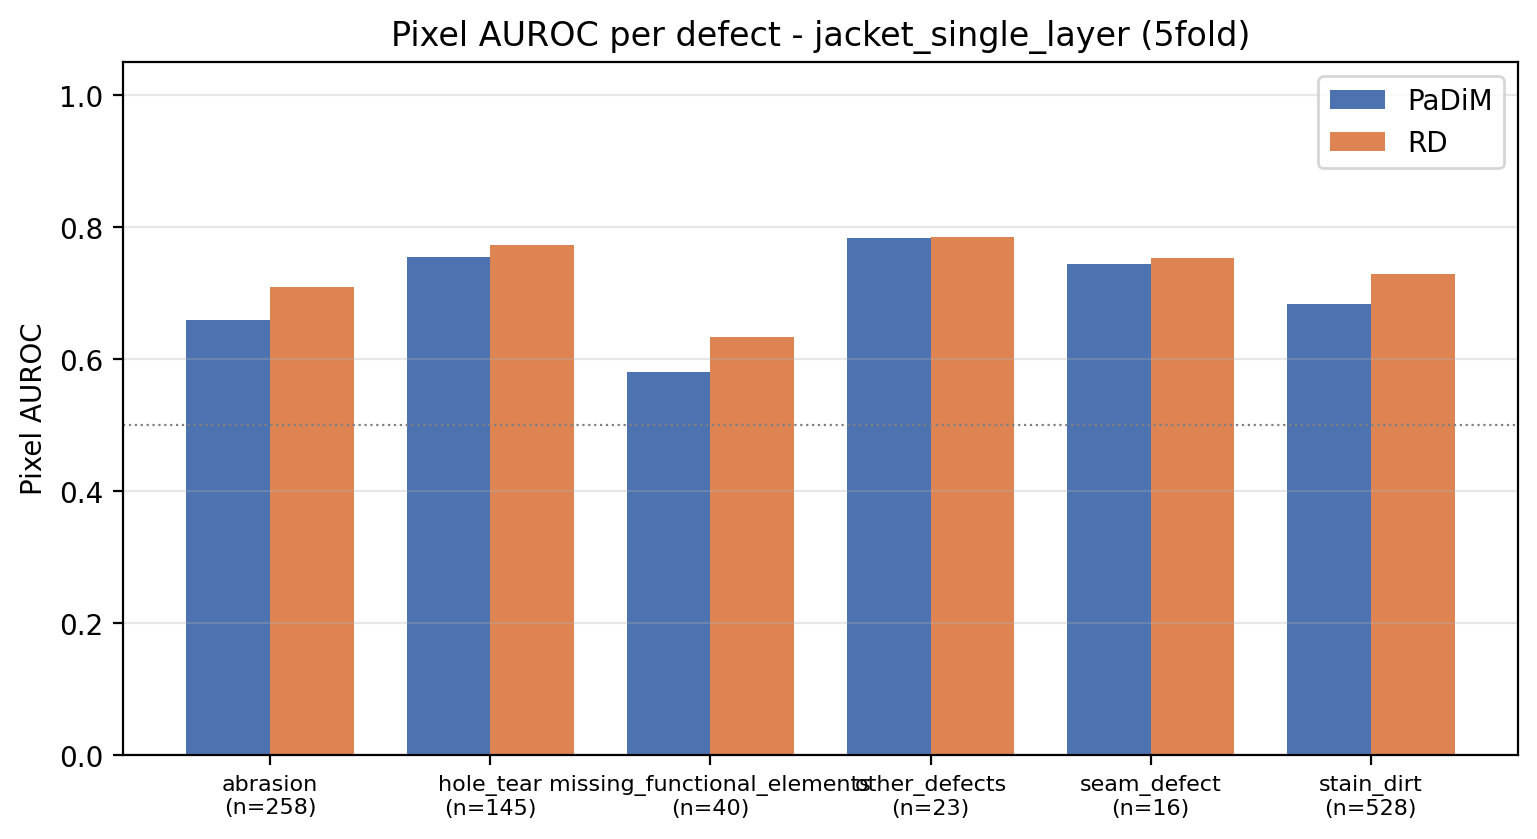 Pixel AUROC per defect - jacket_single_layer (5fold)
PaDiM
RD
Pixel AUROC
1.0
0.8
0.6
0.4
0.2
0.0
abrasion
(n=258)
hole_tear
(n=145)
missing_functional_elements
(n=40)
other_defects
(n=23)
seam_defect
(n=16)
stain_dirt
(n=528)